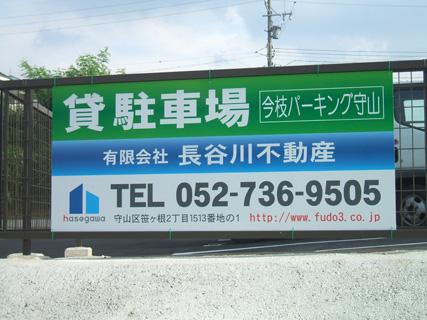 貸駐車場 今枝パーキング守山
有限会社 長谷川不動産
TEL 052-736-9505
hasegawa 守山区笹ヶ根2丁目1513番地の1 http://www.fudo3.co.jp